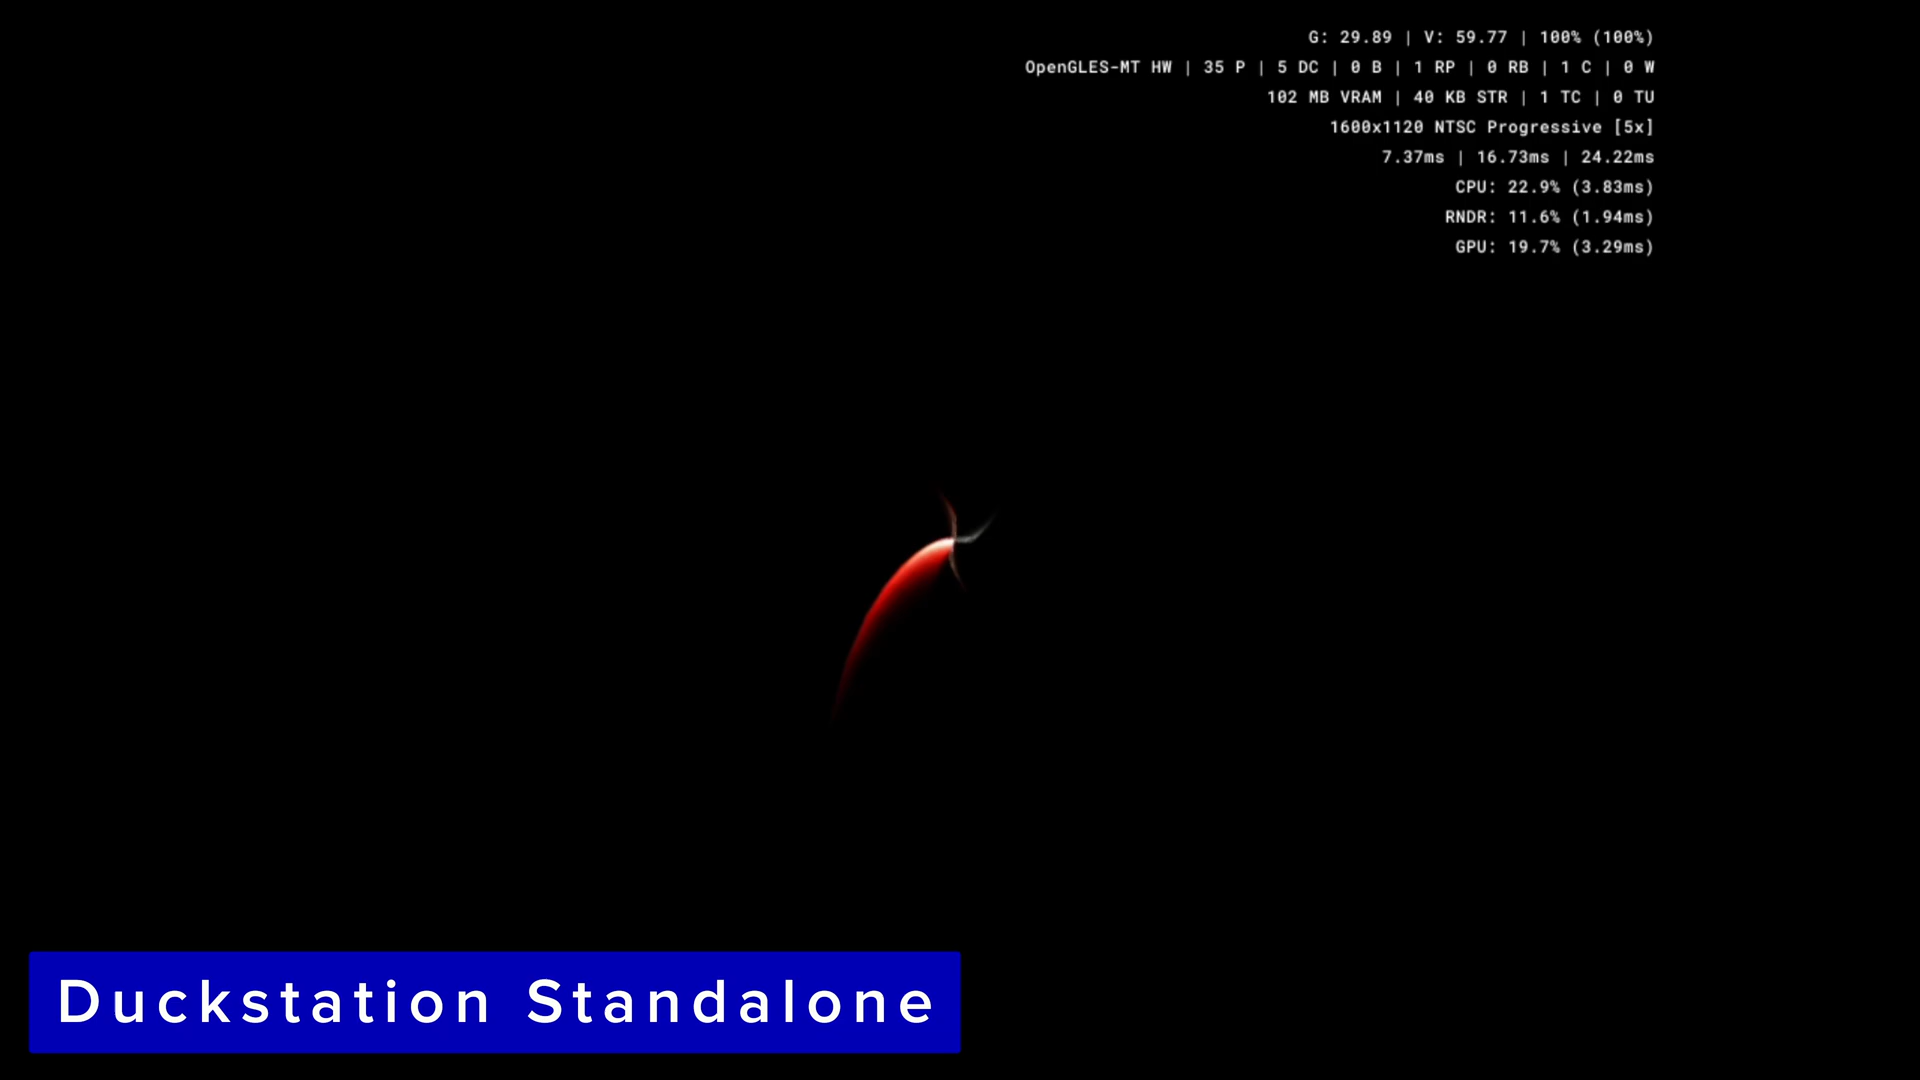 G: 29.89 | V: 59.77 | 100% (100%)
OpenGLES-MT HW | 35 P | 5 DC | 0 B | 1 RP | 0 RB | 1 C | 0 W
102 MB VRAM | 40 KB STR | 1 TC | 0 TU
1600x1120 NTSC Progressive [5x]
7.37ms | 16.73ms | 24.22ms
CPU: 22.9% (3.83ms)
RNDR: 11.6% (1.94ms)
GPU: 19.7% (3.29ms)
Duckstation Standalone